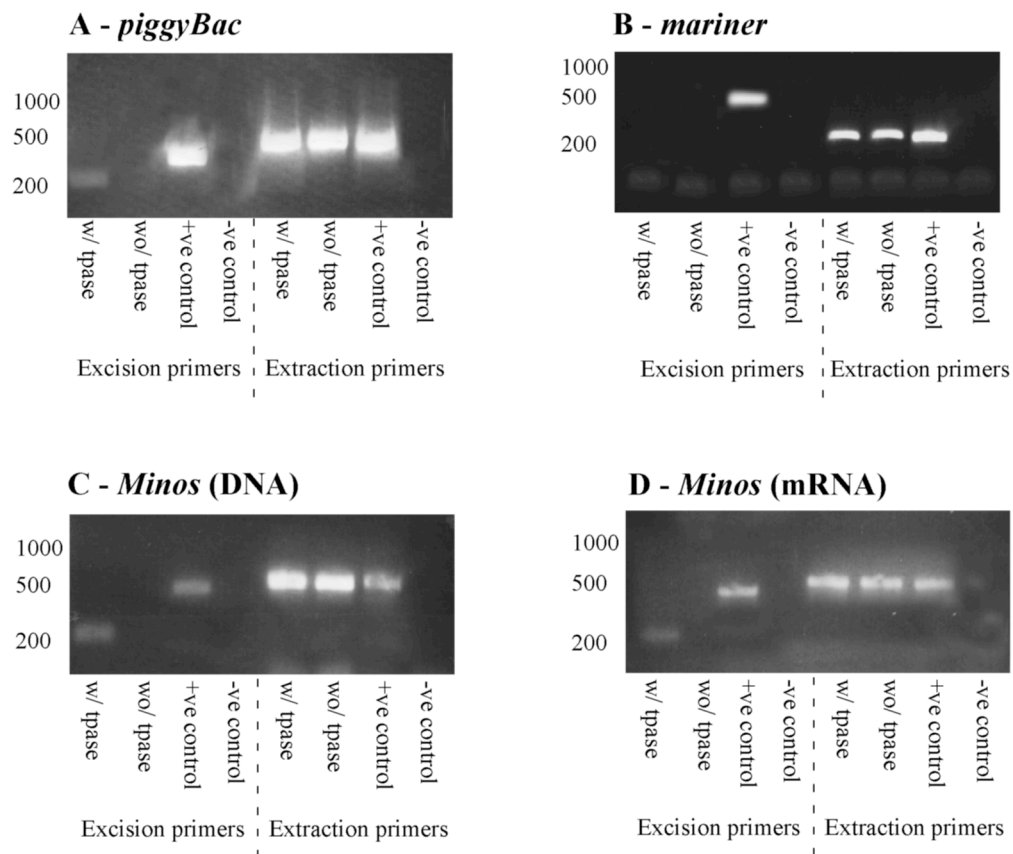 A - piggyBac
1000
500
200
w/ tpase
wo/ tpase
+ve control
-ve control
w/ tpase
wo/ tpase
+ve control
-ve control
Excision primers
Extraction primers
B - mariner
1000
500
200
w/ tpase
wo/ tpase
+ve control
-ve control
w/ tpase
wo/ tpase
+ve control
-ve control
Excision primers
Extraction primers
C - Minos (DNA)
1000
500
200
w/ tpase
wo/ tpase
+ve control
-ve control
w/ tpase
wo/ tpase
+ve control
-ve control
Excision primers
Extraction primers
D - Minos (mRNA)
1000
500
200
w/ tpase
wo/ tpase
+ve control
-ve control
w/ tpase
wo/ tpase
+ve control
-ve control
Excision primers
Extraction primers